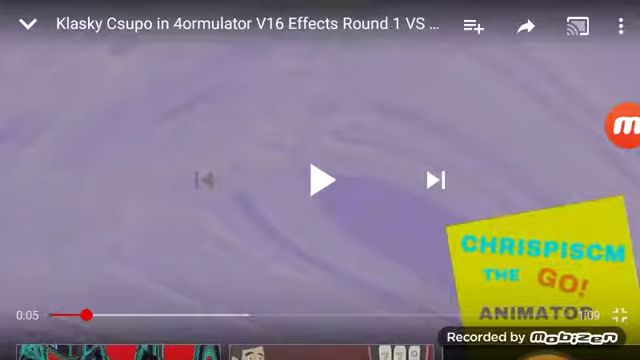 Klasky Csupo in 4ormulator V16 Effects Round 1 VS ...
CHRISPISCM
THE GO!
ANIMATOR
0:05
1:09
Recorded by mobizen